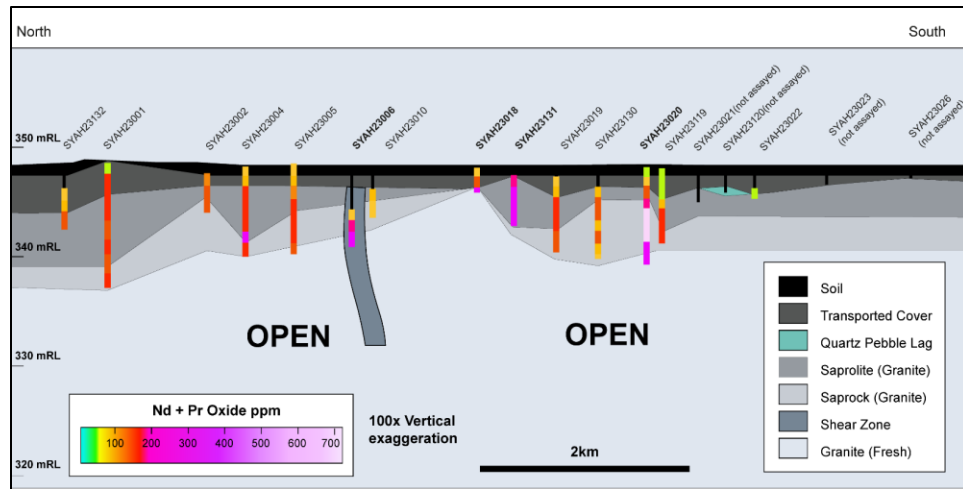 North
South
SYAH23132
SYAH23001
SYAH23002
SYAH23004
SYAH23005
SYAH23006
SYAH23010
SYAH23018
SYAH23131
SYAH23019
SYAH23130
SYAH23020
SYAH23119
SYAH23021(not assayed)
SYAH23120(not assayed)
SYAH23022
SYAH23023
(not assayed)
SYAH23026
(not assayed)
350 mRL
340 mRL
330 mRL
320 mRL
OPEN
OPEN
Nd + Pr Oxide ppm
100 200 300 400 500 600 700
100x Vertical
exaggeration
2km
Soil
Transported Cover
Quartz Pebble Lag
Saprolite (Granite)
Saprock (Granite)
Shear Zone
Granite (Fresh)